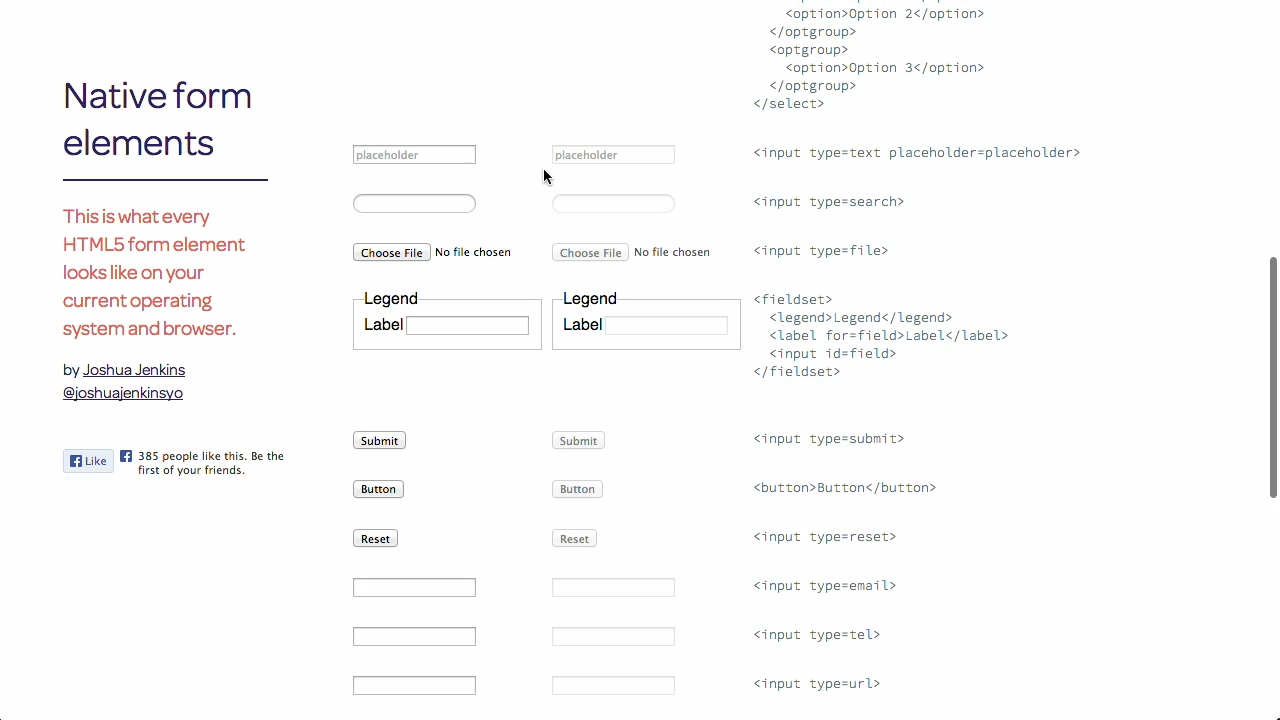 <option>Option 2</option>
</optgroup>
<optgroup>
<option>Option 3</option>
</optgroup>
</select>
Native form
elements
This is what every
HTML5 form element
looks like on your
current operating
system and browser.
by Joshua Jenkins
@joshuajenkinsyo
Like
385 people like this. Be the
first of your friends.
placeholder placeholder <input type=text placeholder=placeholder>
<input type=search>
Choose File No file chosen Choose File No file chosen <input type=file>
Legend Legend <fieldset>
<legend>Legend</legend>
Label Label <label for=field>Label</label>
<input id=field>
</fieldset>
Submit Submit <input type=submit>
Button Button <button>Button</button>
Reset Reset <input type=reset>
<input type=email>
<input type=tel>
<input type=url>